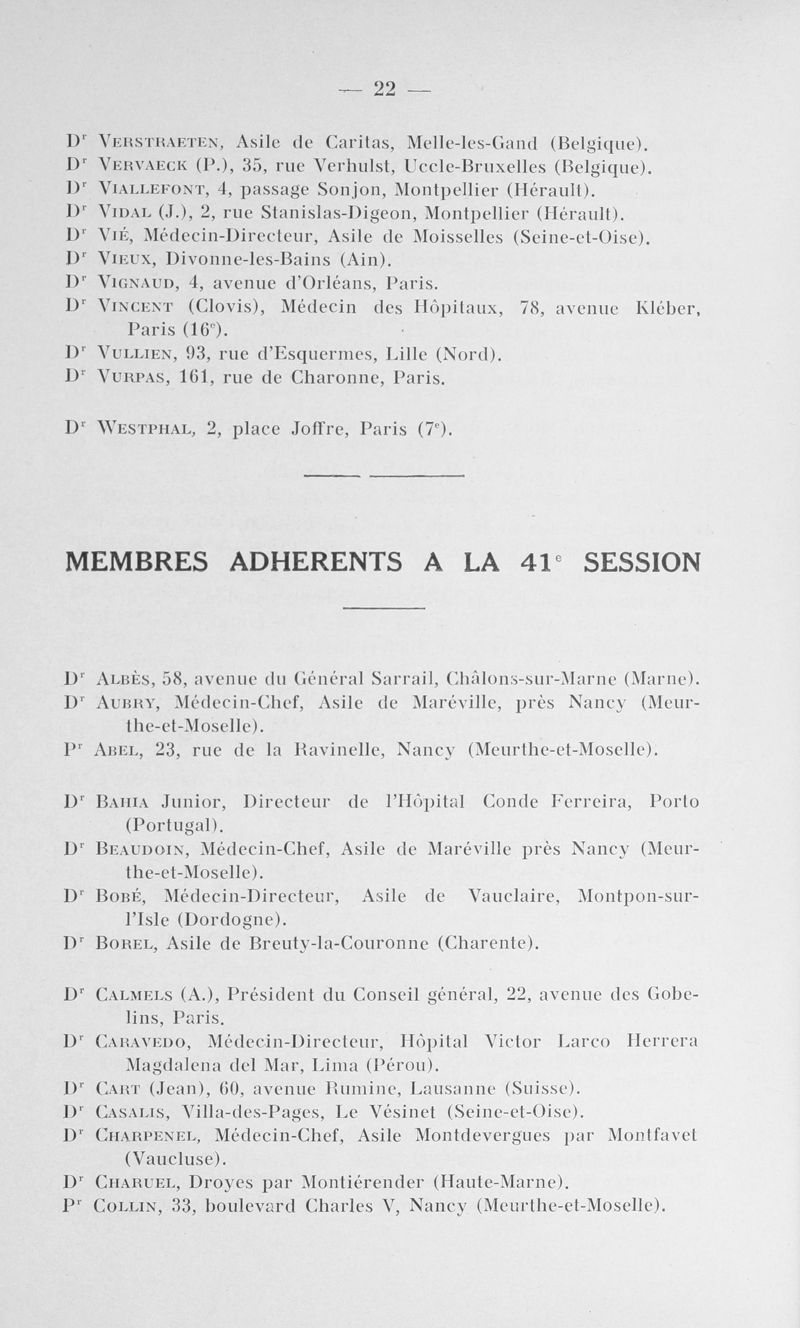 — 22 —
Dr VERSTRAETEN, Asile de Caritas, Melle-les-Gand (Belgique).
Dr VERVAECK (P.), 35, rue Verhulst, Uccle-Bruxelles (Belgique).
Dr VIALLEFONT, 4, passage Sonjon, Montpellier (Hérault).
Dr VIDAL (J.), 2, rue Stanislas-Digeon, Montpellier (Hérault).
Dr VIÉ, Médecin-Directeur, Asile de Moisselles (Seine-et-Oise).
Dr VIEUX, Divonne-les-Bains (Ain).
Dr VIGNAUD, 4, avenue d'Orléans, Paris.
Dr VINCENT (Clovis), Médecin des Hôpitaux, 78, avenue Kléber,
Paris (16e).
Dr VULLIEN, 93, rue d'Esquermes, Lille (Nord).
Dr VURPAS, 161, rue de Charonne, Paris.
Dr WESTPHAL, 2, place Joffre, Paris (7e).
MEMBRES ADHERENTS A LA 41e SESSION
Dr ALBÈS, 58, avenue du Général Sarrail, Châlons-sur-Marne (Marne).
Dr AUBRY, Médecin-Chef, Asile de Maréville, près Nancy (Meur-
the-et-Moselle).
Pr ABEL, 23, rue de la Ravinelle, Nancy (Meurthe-et-Moselle).
Dr BAHIA Junior, Directeur de l'Hôpital Conde Ferreira, Porto
(Portugal).
Dr BEAUDOIN, Médecin-Chef, Asile de Maréville près Nancy (Meur-
the-et-Moselle).
Dr BOBÉ, Médecin-Directeur, Asile de Vauclaire, Montpon-sur-
l'Isle (Dordogne).
Dr BOREL, Asile de Breuty-la-Couronne (Charente).
Dr CALMELS (A.), Président du Conseil général, 22, avenue des Gobe-
lins, Paris.
Dr CARAVEDO, Médecin-Directeur, Hôpital Victor Larco Herrera
Magdalena del Mar, Lima (Pérou).
Dr CART (Jean), 60, avenue Rumine, Lausanne (Suisse).
Dr CASALIS, Villa-des-Pages, Le Vésinet (Seine-et-Oise).
Dr CHARPENEL, Médecin-Chef, Asile Montdevergues par Montfavet
(Vaucluse).
Dr CHARUEL, Droyes par Montiérender (Haute-Marne).
Pr COLLIN, 33, boulevard Charles V, Nancy (Meurthe-et-Moselle).